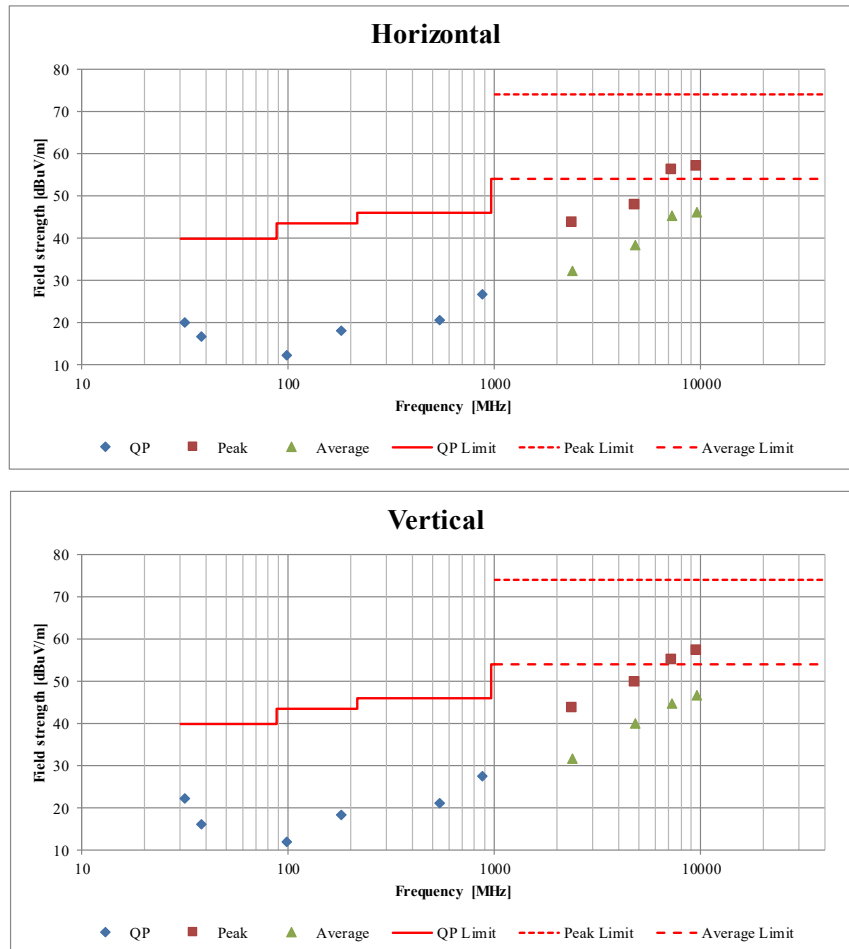 Horizontal
80
70
60
50
40
30
20
10
Field strength [dBuV/m]
10 100 1000 10000
Frequency [MHz]
QP Peak Average QP Limit Peak Limit Average Limit
Vertical
80
70
60
50
40
30
20
10
Field strength [dBuV/m]
10 100 1000 10000
Frequency [MHz]
QP Peak Average QP Limit Peak Limit Average Limit